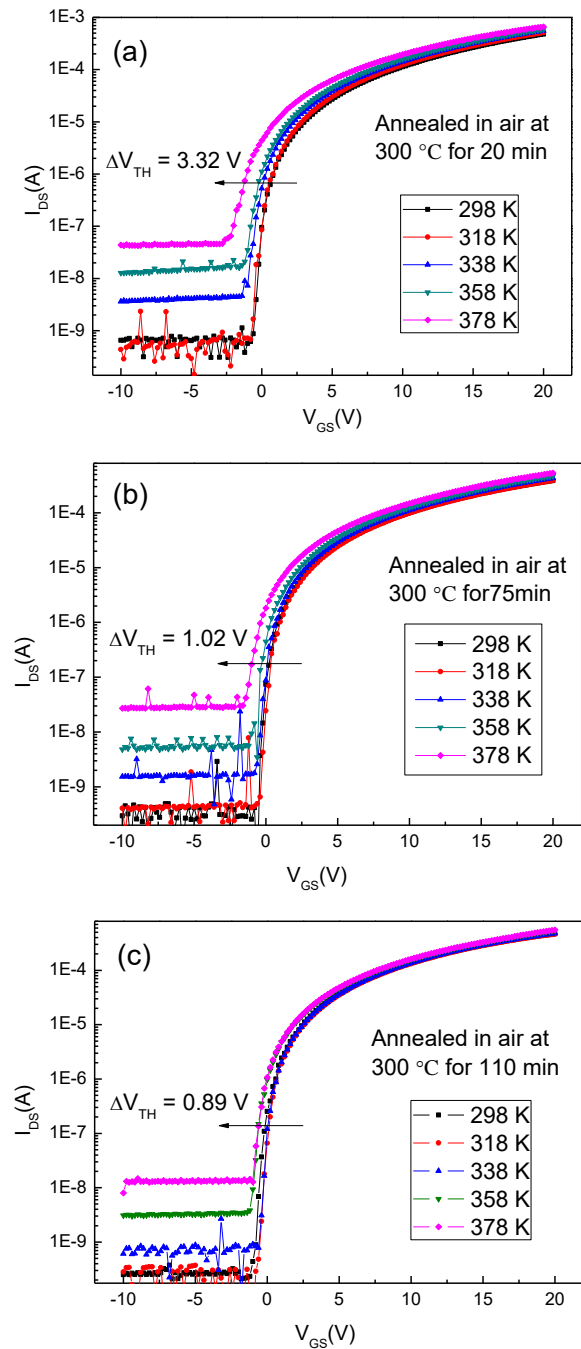 (a)
1E-3
1E-4
1E-5
1E-6
1E-7
1E-8
1E-9
I_DS(A)
ΔV_TH = 3.32 V
Annealed in air at
300 °C for 20 min
298 K
318 K
338 K
358 K
378 K
-10 -5 0 5 10 15 20
V_GS(V)
(b)
1E-4
1E-5
1E-6
1E-7
1E-8
1E-9
I_DS(A)
ΔV_TH = 1.02 V
Annealed in air at
300 °C for75min
298 K
318 K
338 K
358 K
378 K
-10 -5 0 5 10 15 20
V_GS(V)
(c)
1E-4
1E-5
1E-6
1E-7
1E-8
1E-9
I_DS(A)
ΔV_TH = 0.89 V
Annealed in air at
300 °C for 110 min
298 K
318 K
338 K
358 K
378 K
-10 -5 0 5 10 15 20
V_GS(V)